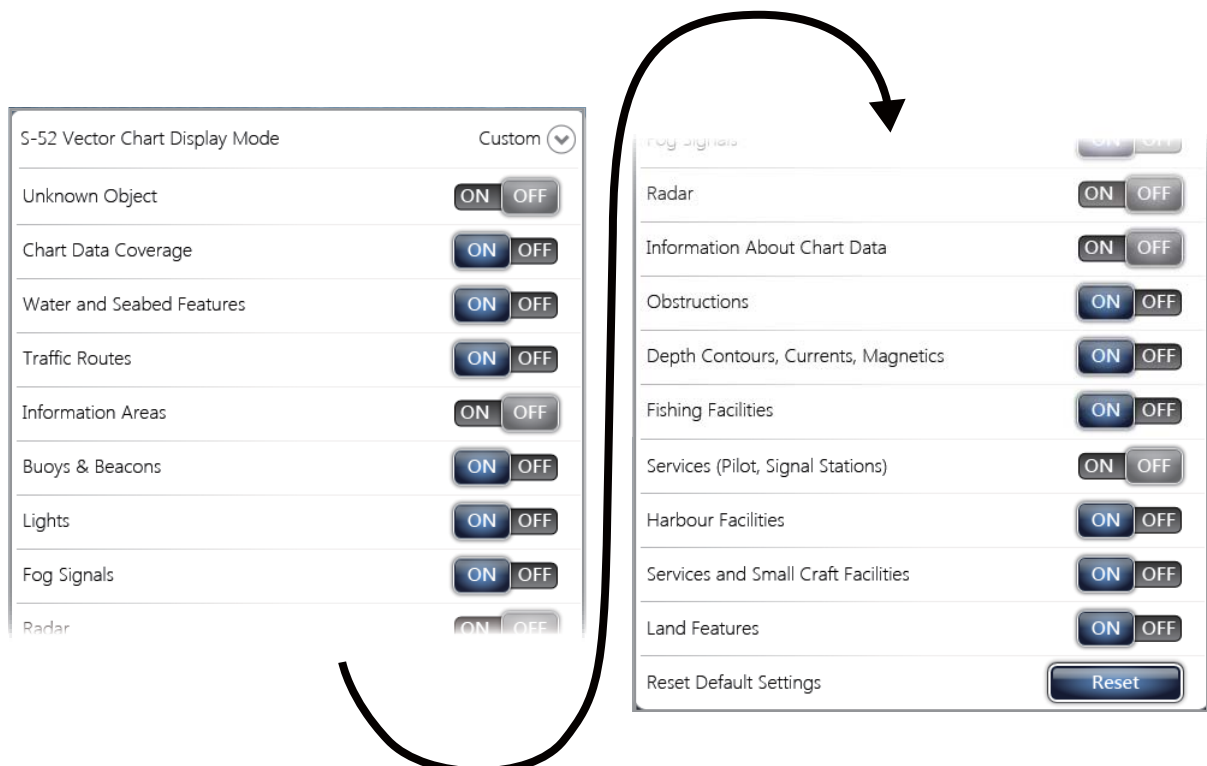 S-52 Vector Chart Display Mode Custom
Unknown Object ON OFF
Chart Data Coverage ON OFF
Water and Seabed Features ON OFF
Traffic Routes ON OFF
Information Areas ON OFF
Buoys & Beacons ON OFF
Lights ON OFF
Fog Signals ON OFF
Radar ON OFF
Fog Signals ON OFF
Radar ON OFF
Information About Chart Data ON OFF
Obstructions ON OFF
Depth Contours, Currents, Magnetics ON OFF
Fishing Facilities ON OFF
Services (Pilot, Signal Stations) ON OFF
Harbour Facilities ON OFF
Services and Small Craft Facilities ON OFF
Land Features ON OFF
Reset Default Settings Reset